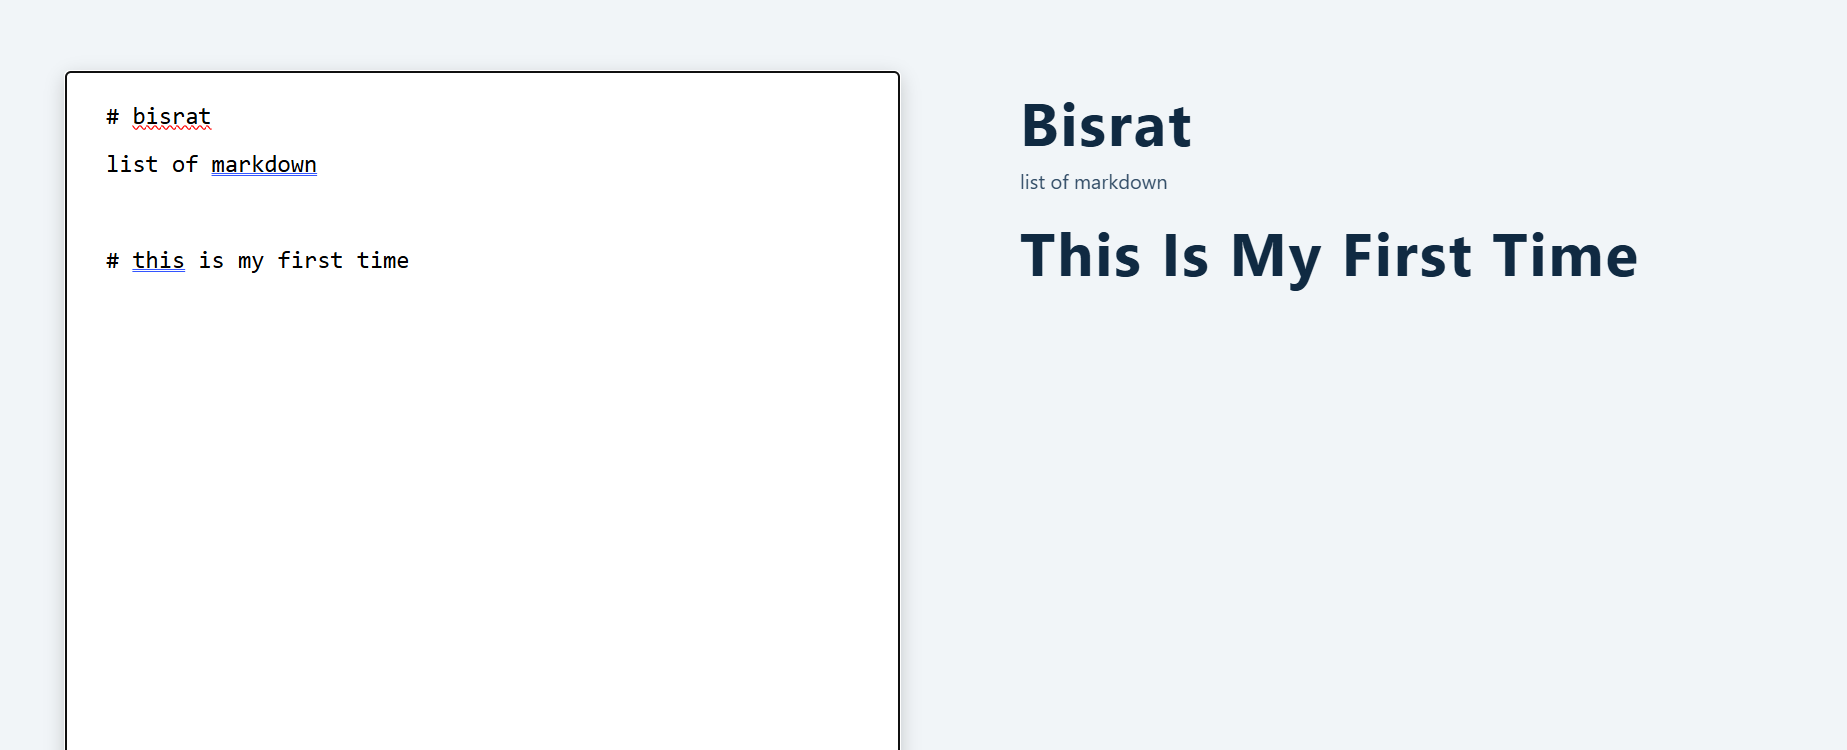 # bisrat
list of markdown
# this is my first time
Bisrat
list of markdown
This Is My First Time